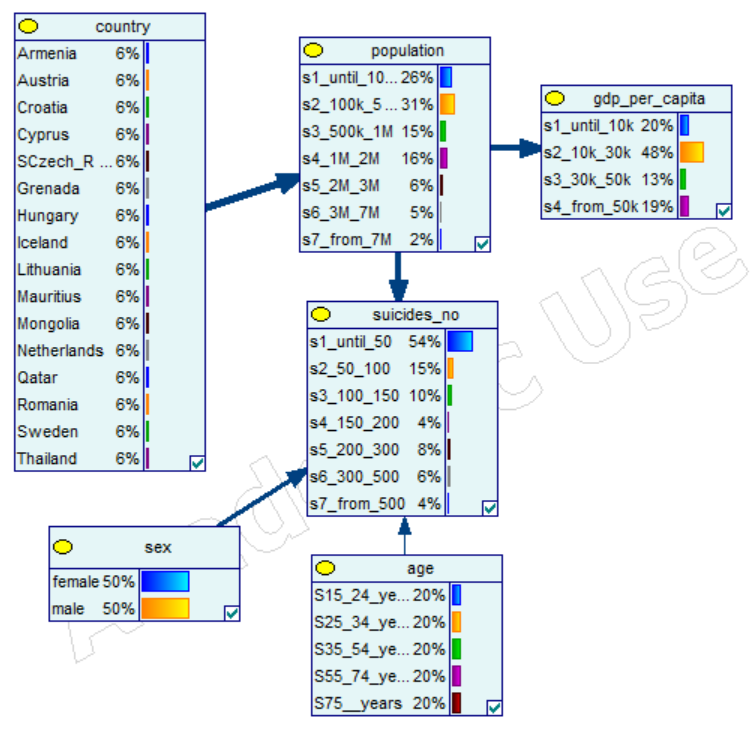 country
Armenia 6%
Austria 6%
Croatia 6%
Cyprus 6%
SCzech_R ... 6%
Grenada 6%
Hungary 6%
Iceland 6%
Lithuania 6%
Mauritius 6%
Mongolia 6%
Netherlands 6%
Qatar 6%
Romania 6%
Sweden 6%
Thailand 6%
population
s1_until_10... 26%
s2_100k_5 ... 31%
s3_500k_1M 15%
s4_1M_2M 16%
s5_2M_3M 6%
s6_3M_7M 5%
s7_from_7M 2%
gdp_per_capita
s1_until_10k 20%
s2_10k_30k 48%
s3_30k_50k 13%
s4_from_50k 19%
suicides_no
s1_until_50 54%
s2_50_100 15%
s3_100_150 10%
s4_150_200 4%
s5_200_300 8%
s6_300_500 6%
s7_from_500 4%
sex
female 50%
male 50%
age
S15_24_ye... 20%
S25_34_ye... 20%
S35_54_ye... 20%
S55_74_ye... 20%
S75__years 20%
Use